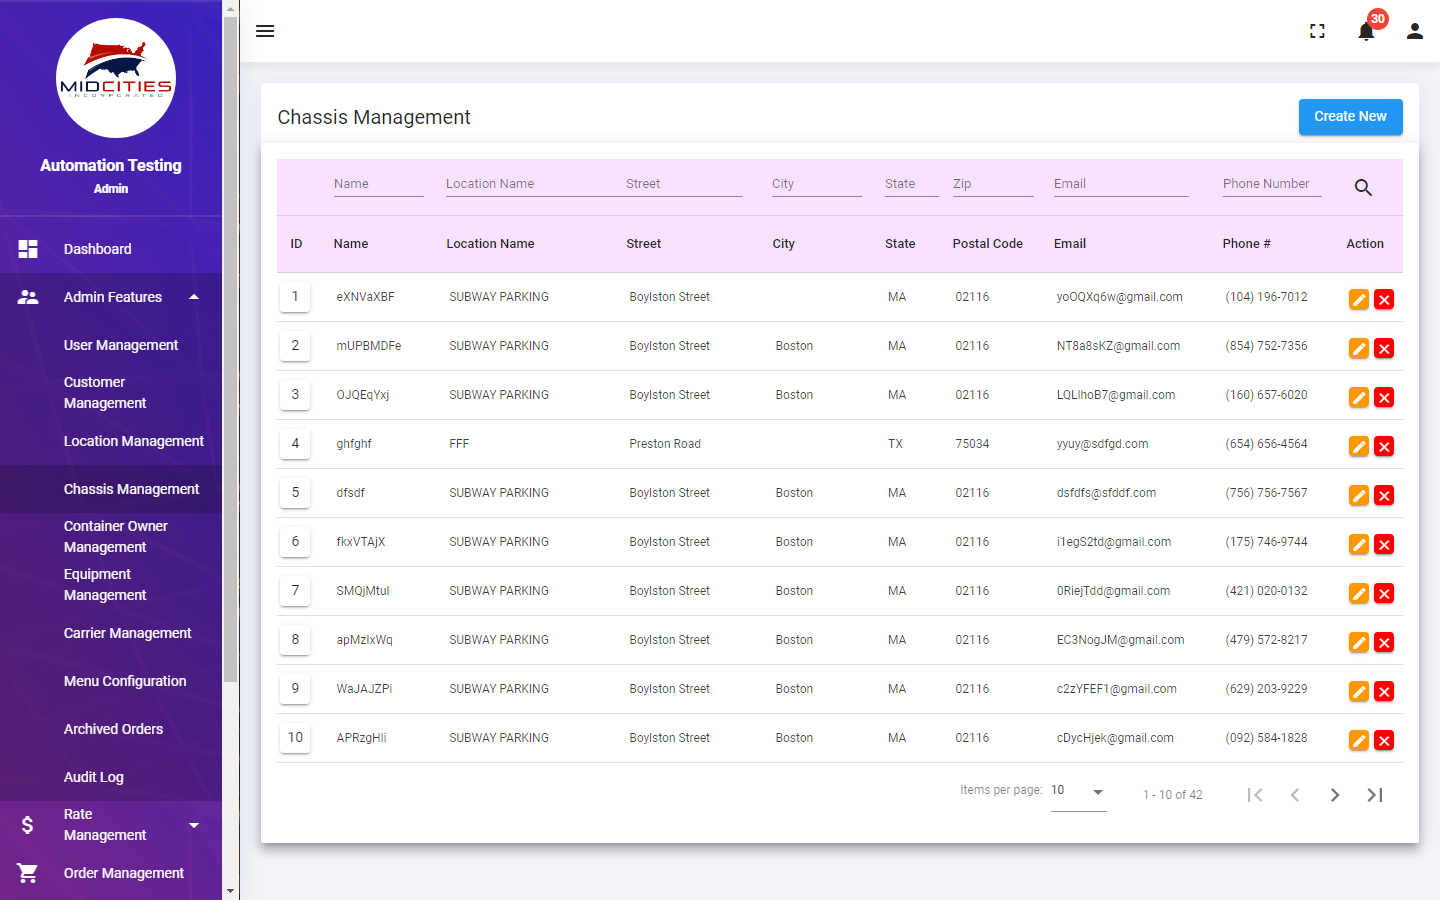 MIDCITIES
INCORPORATED
Automation Testing
Admin
Dashboard
Admin Features
User Management
Customer
Management
Location Management
Chassis Management
Container Owner
Management
Equipment
Management
Carrier Management
Menu Configuration
Archived Orders
Audit Log
Rate
Management
Order Management
30
Chassis Management
Create New
Name Location Name Street City State Zip Email Phone Number
ID Name Location Name Street City State Postal Code Email Phone # Action
1 eXNVaXBF SUBWAY PARKING Boylston Street MA 02116 yoOQXq6w@gmail.com (104) 196-7012
2 mUPBMDFe SUBWAY PARKING Boylston Street Boston MA 02116 NT8a8sKZ@gmail.com (854) 752-7356
3 OJQEqYxj SUBWAY PARKING Boylston Street Boston MA 02116 LQLIhoB7@gmail.com (160) 657-6020
4 ghfghf FFF Preston Road TX 75034 yyuy@sdfgd.com (654) 656-4564
5 dfsdf SUBWAY PARKING Boylston Street Boston MA 02116 dsfdfs@sfddf.com (756) 756-7567
6 fkxVTAjX SUBWAY PARKING Boylston Street Boston MA 02116 i1egS2td@gmail.com (175) 746-9744
7 SMQjMtul SUBWAY PARKING Boylston Street Boston MA 02116 0RiejTdd@gmail.com (421) 020-0132
8 apMzIxWq SUBWAY PARKING Boylston Street Boston MA 02116 EC3NogJM@gmail.com (479) 572-8217
9 WaJAJZPi SUBWAY PARKING Boylston Street Boston MA 02116 c2zYFEF1@gmail.com (629) 203-9229
10 APRzgHli SUBWAY PARKING Boylston Street Boston MA 02116 cDycHjek@gmail.com (092) 584-1828
Items per page: 10 1 - 10 of 42